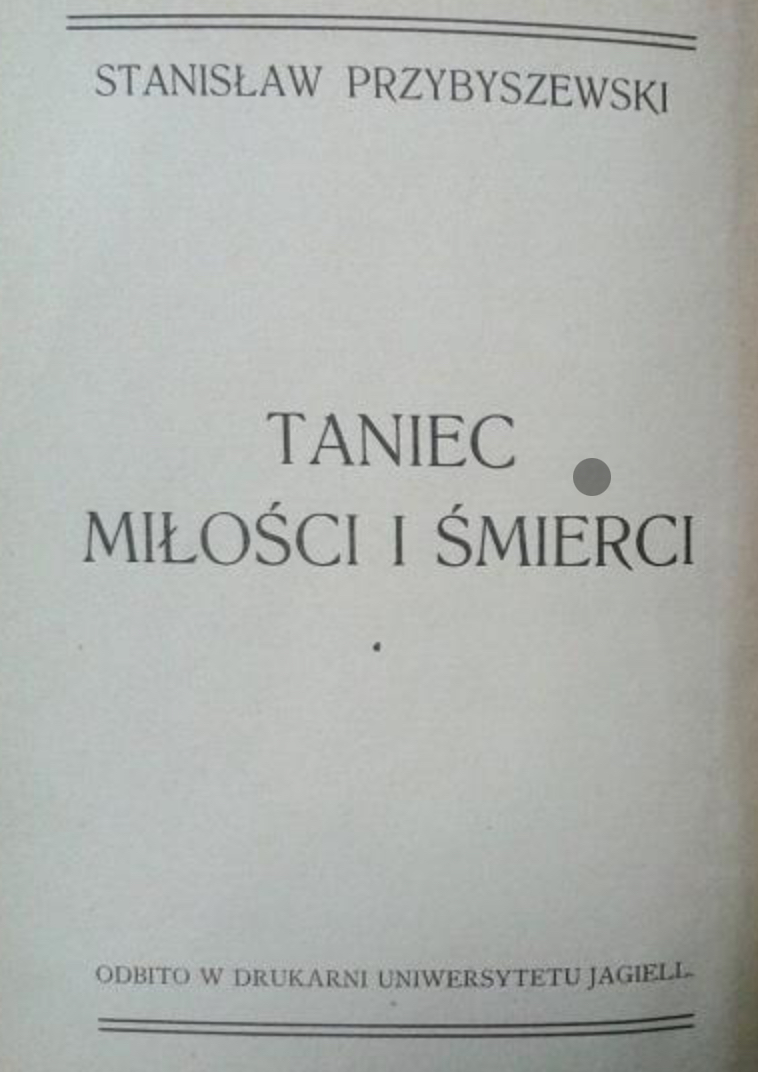 STANISŁAW PRZYBYSZEWSKI
TANIEC
MIŁOŚCI I ŚMIERCI
ODBITO W DRUKARNI UNIWERSYTETU JAGIELL.